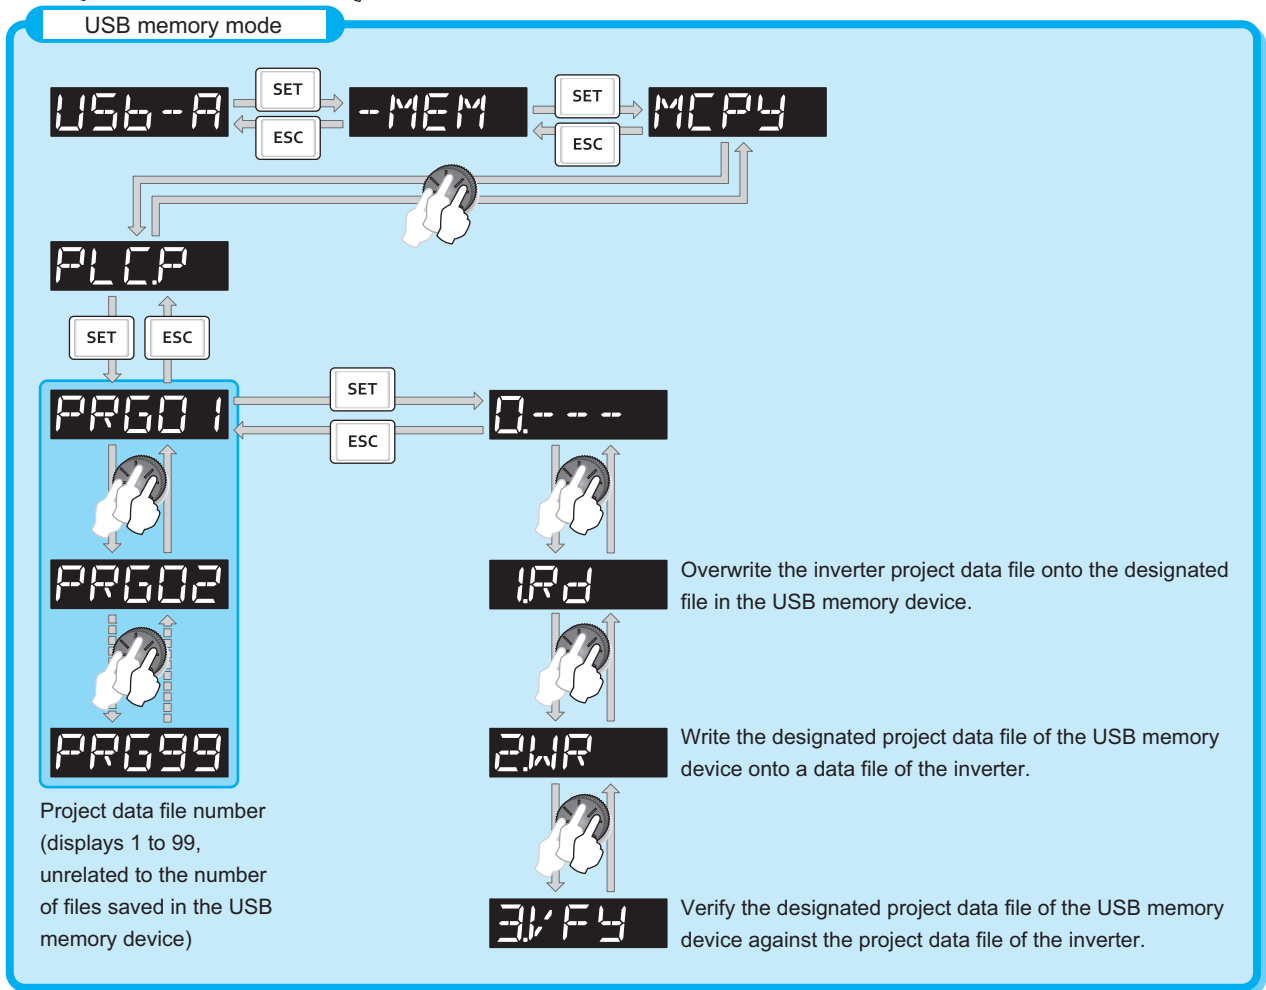 USB memory mode
SET
ESC
SET
ESC
USb-A
-MEM
MCPY
PLC.P
SET
ESC
PRG01
SET
ESC
0.---
PRG02
1.Rd
Overwrite the inverter project data file onto the designated
file in the USB memory device.
PRG99
2.WR
Write the designated project data file of the USB memory
device onto a data file of the inverter.
Project data file number
(displays 1 to 99,
unrelated to the number
of files saved in the USB
memory device)
3.VFY
Verify the designated project data file of the USB memory
device against the project data file of the inverter.